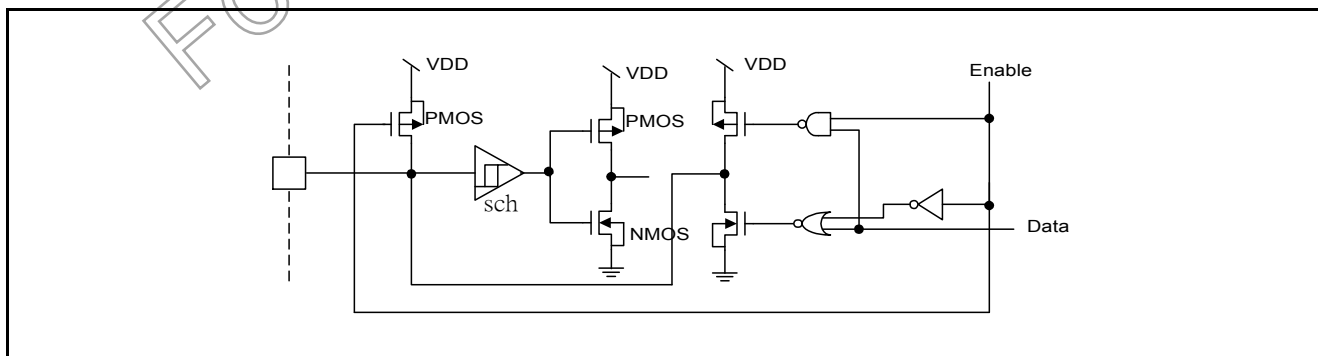 VDD
VDD
VDD
Enable
PMOS
PMOS
sch
NMOS
Data